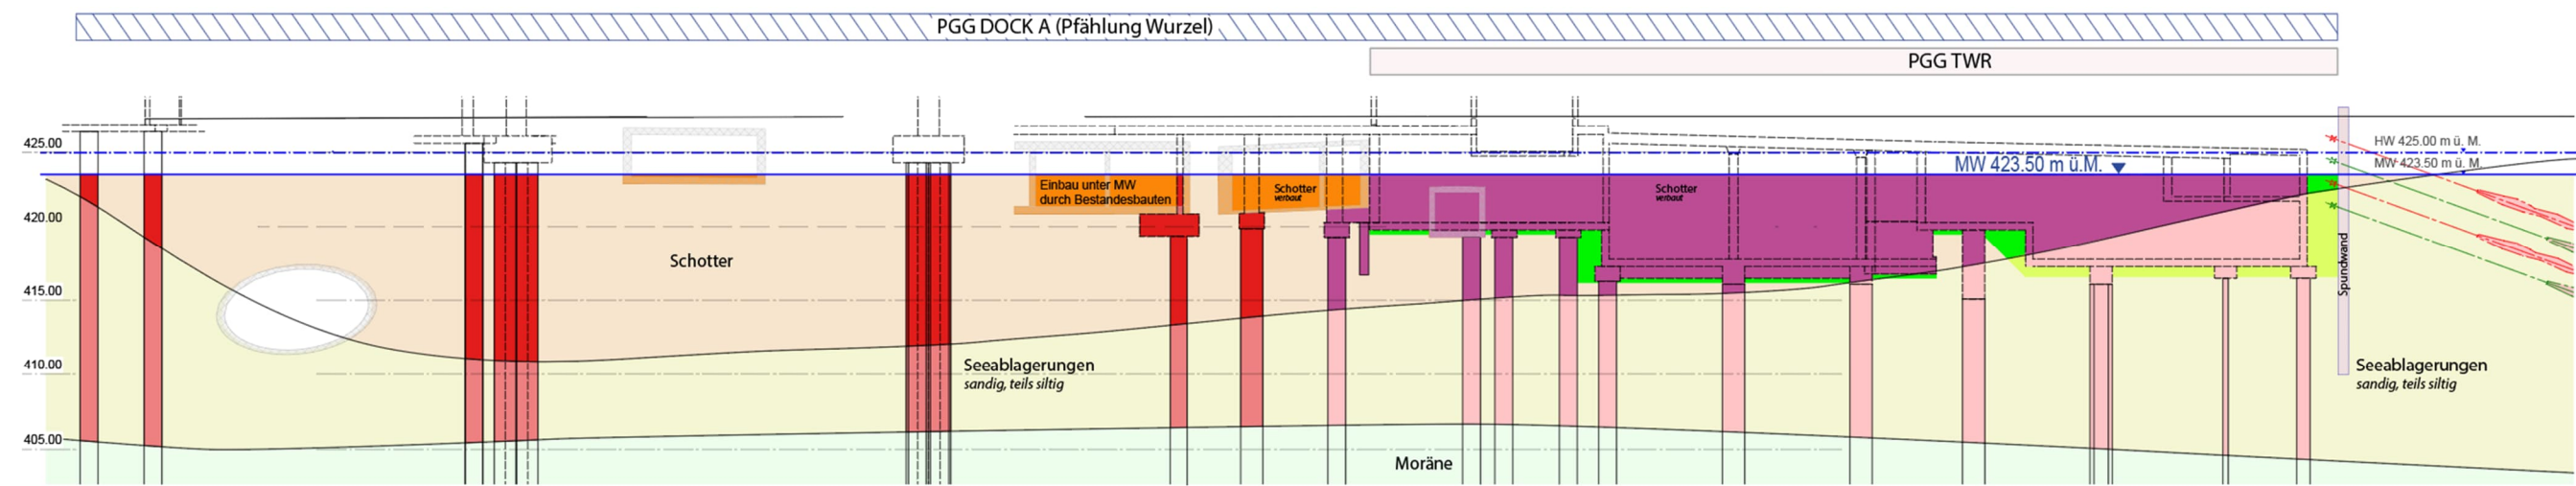 PGG DOCK A (Pfählung Wurzel)
PGG TWR
425.00
HW 425.00 m ü. M.
MW 423.50 m ü.M.
MW 423.50 m ü. M.
Einbau unter MW
durch Bestandesbauten
Schotter
verbaut
Schotter
verbaut
420.00
Schotter
Spundwand
415.00
410.00
Seeablagerungen
sandig, teils siltig
Seeablagerungen
sandig, teils siltig
405.00
Moräne